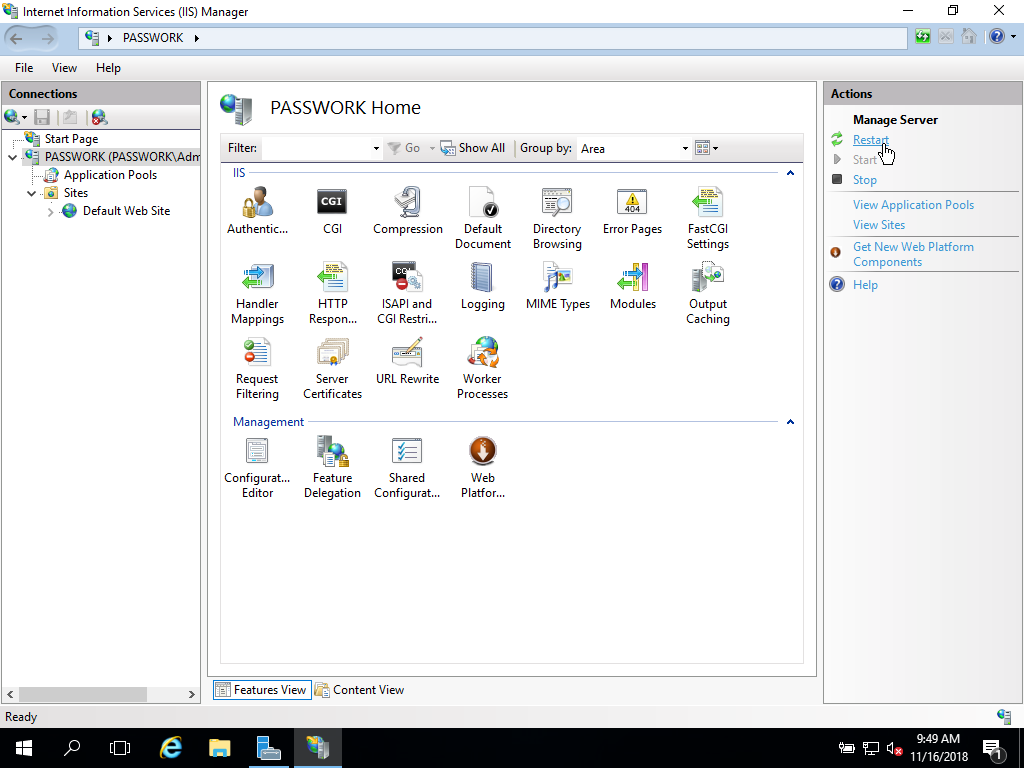 Internet Information Services (IIS) Manager
PASSWORK
File View Help
Connections
Start Page
PASSWORK (PASSWORK\Adm
Application Pools
Sites
Default Web Site
PASSWORK Home
Filter: Go Show All Group by: Area
IIS
Authentic... CGI Compression Default Document Directory Browsing Error Pages FastCGI Settings
Handler Mappings HTTP Respon... ISAPI and CGI Restri... Logging MIME Types Modules Output Caching
Request Filtering Server Certificates URL Rewrite Worker Processes
Management
Configurat... Editor Feature Delegation Shared Configurat... Web Platfor...
Features View Content View
Actions
Manage Server
Restart
Start
Stop
View Application Pools
View Sites
Get New Web Platform
Components
Help
Ready
9:49 AM
11/16/2018
1
CGI
404